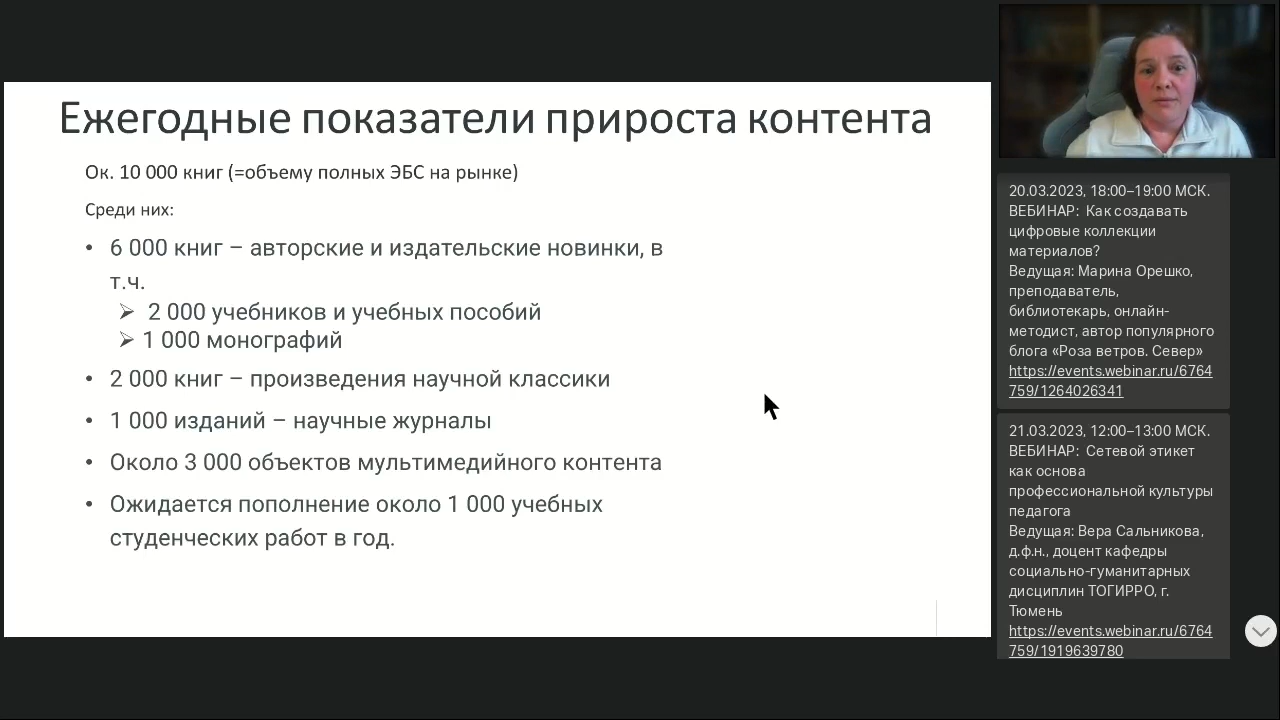 Ежегодные показатели прироста контента
Ок. 10 000 книг (=объему полных ЭБС на рынке)
Среди них:
• 6 000 книг – авторские и издательские новинки, в
т.ч.
➢ 2 000 учебников и учебных пособий
➢ 1 000 монографий
• 2 000 книг – произведения научной классики
• 1 000 изданий – научные журналы
• Около 3 000 объектов мультимедийного контента
• Ожидается пополнение около 1 000 учебных
студенческих работ в год.
20.03.2023, 18:00–19:00 МСК.
ВЕБИНАР: Как создавать
цифровые коллекции
материалов?
Ведущая: Марина Орешко,
преподаватель,
библиотекарь, онлайн-
методист, автор популярного
блога «Роза ветров. Север»
https://events.webinar.ru/6764
759/1264026341
21.03.2023, 12:00–13:00 МСК.
ВЕБИНАР: Сетевой этикет
как основа
профессиональной культуры
педагога
Ведущая: Вера Сальникова,
д.ф.н., доцент кафедры
социально-гуманитарных
дисциплин ТОГИРРО, г.
Тюмень
https://events.webinar.ru/6764
759/1919639780